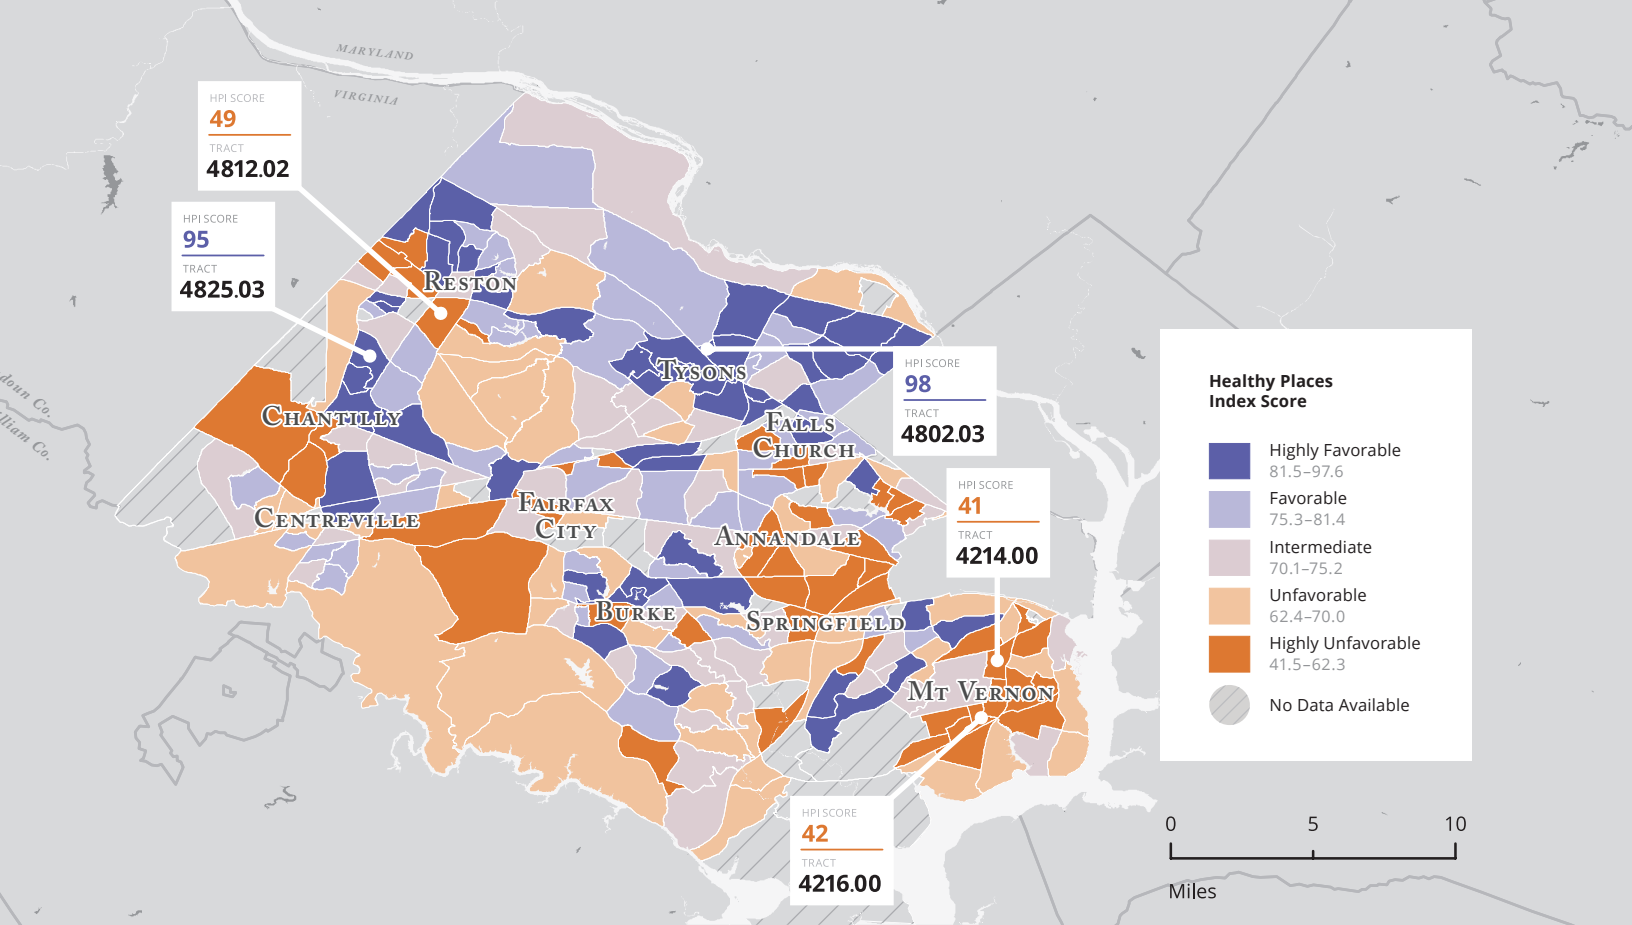 MARYLAND
VIRGINIA
HPI SCORE
49
TRACT
4812.02
HPI SCORE
95
TRACT
4825.03
RESTON
TYSONS
HPI SCORE
98
TRACT
4802.03
Healthy Places
Index Score
Highly Favorable
81.5–97.6
Favorable
75.3–81.4
Intermediate
70.1–75.2
Unfavorable
62.4–70.0
Highly Unfavorable
41.5–62.3
No Data Available
doun Co.
lliam Co.
CHANTILLY
FALLS
CHURCH
HPI SCORE
41
TRACT
4214.00
CENTREVILLE
FAIRFAX
CITY
ANNANDALE
BURKE
SPRINGFIELD
MT VERNON
HPI SCORE
42
TRACT
4216.00
0 5 10
Miles